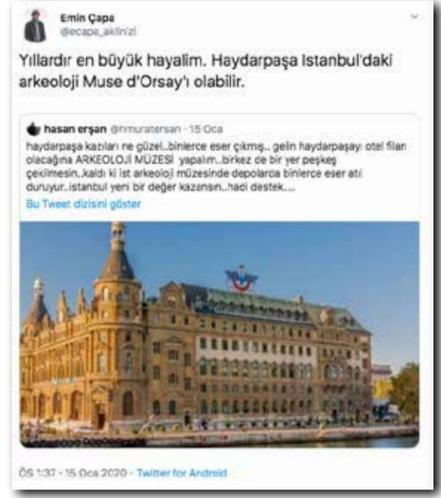 Emin Çapa
@ecapa_aklinizi
Yıllardır en büyük hayalim. Haydarpaşa Istanbul'daki
arkeoloji Muse d'Orsay'ı olabilir.
hasan erşan @hmuratersan · 15 Oca
haydarpaşa kazıları ne güzel..binlerce eser çıkmış.. gelin haydarpaşayı otel filan
olacağına ARKEOLOJİ MÜZESİ yapalım..birkez de bir yer peşkeş
çekilmesin..kaldı ki ist arkeoloji müzesinde depolarda binlerce eser atıl
duruyor..istanbul yeni bir değer kazansın..hadi destek....
Bu Tweet dizisini göster
ÖS 1:37 · 15 Oca 2020 · Twitter for Android